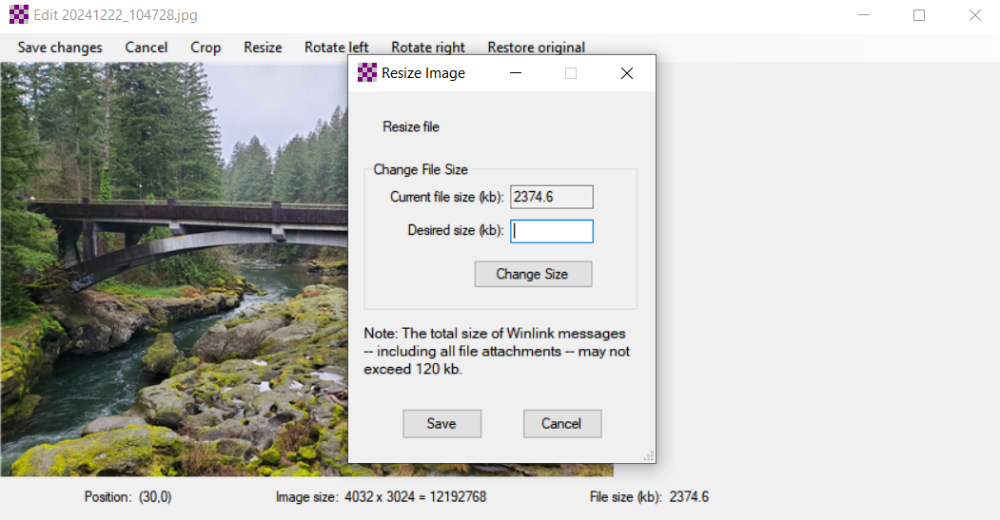 Edit 20241222_104728.jpg
Save changes Cancel Crop Resize Rotate left Rotate right Restore original
Resize Image
Resize file
Change File Size
Current file size (kb): 2374.6
Desired size (kb):
Change Size
Note: The total size of Winlink messages
-- including all file attachments -- may not
exceed 120 kb.
Save Cancel
Position: (30,0) Image size: 4032 x 3024 = 12192768 File size (kb): 2374.6